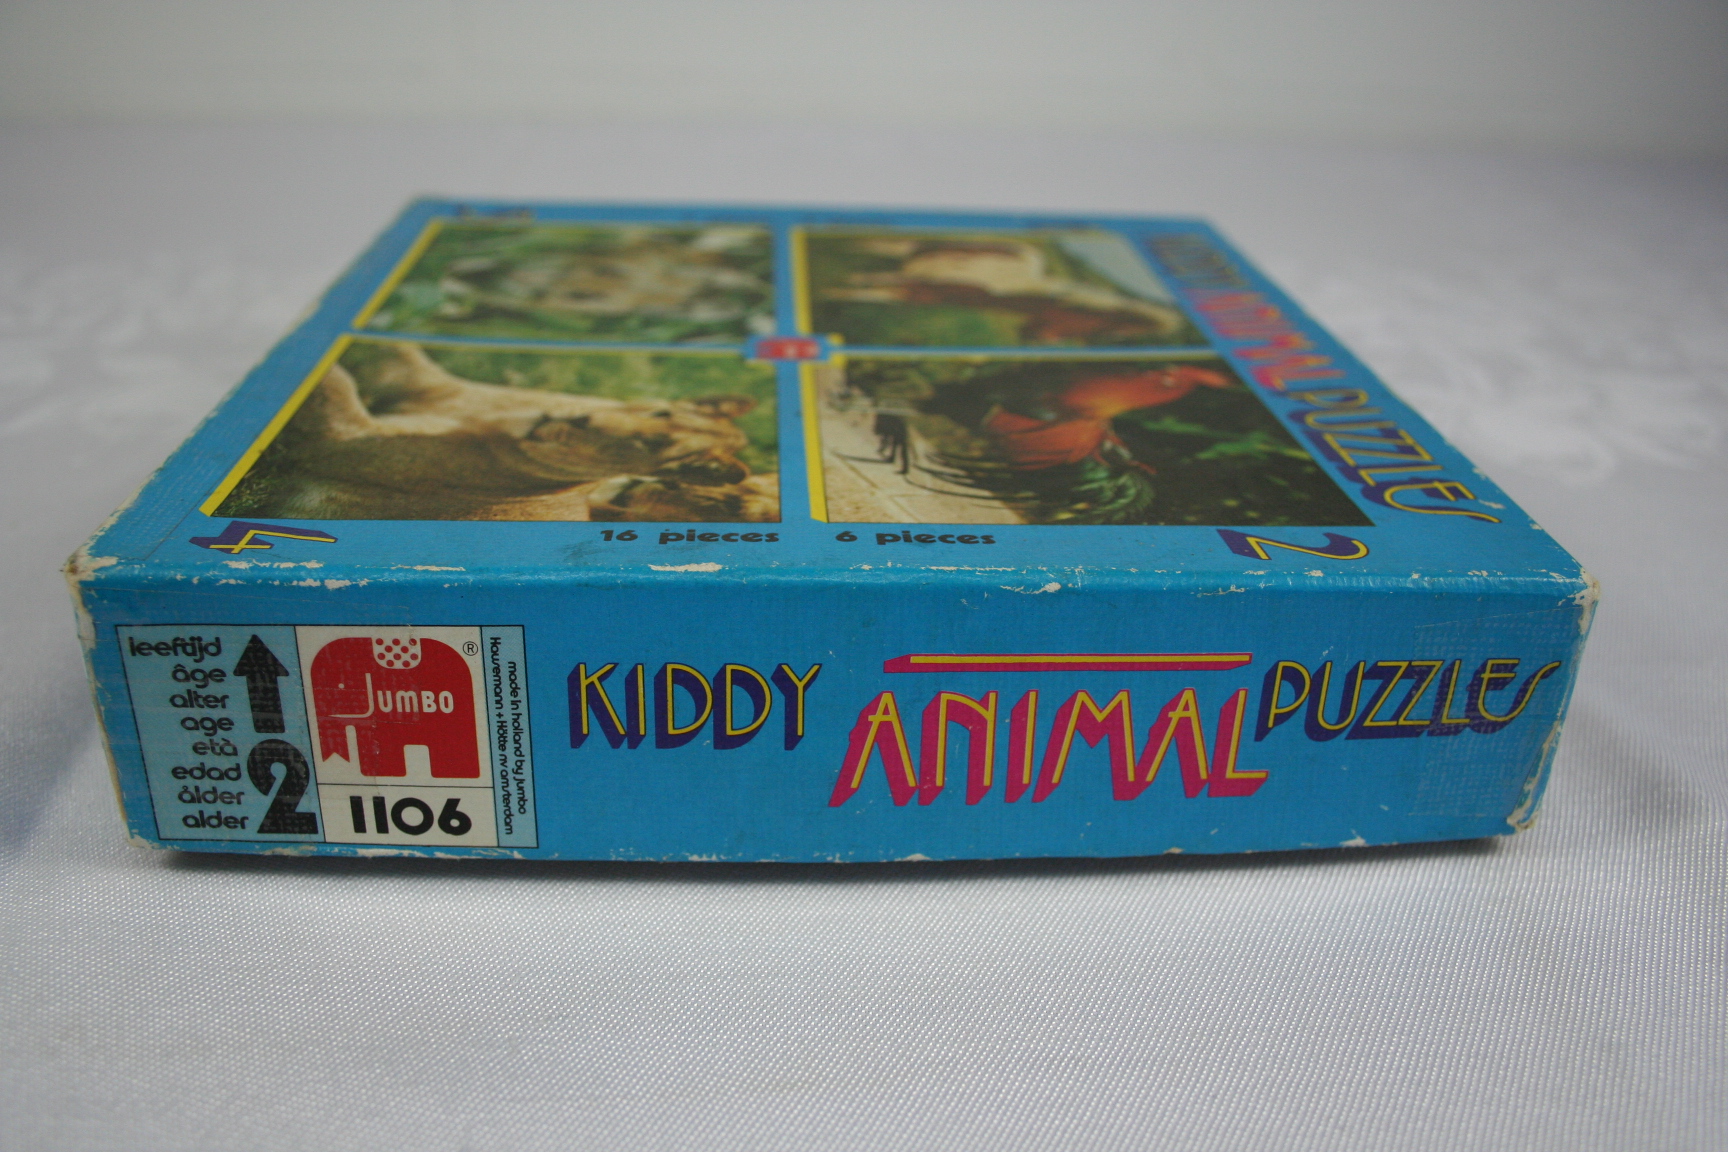 KIDDY ANIMAL PUZZLES
4
16 pieces
6 pieces
2
leeftijd
âge
alter
age
età
edad
ålder
alder
2
JUMBO
®
1106
made in holland by jumbo
Hausemann + Hötte nv amsterdam
KIDDY ANIMAL PUZZLES